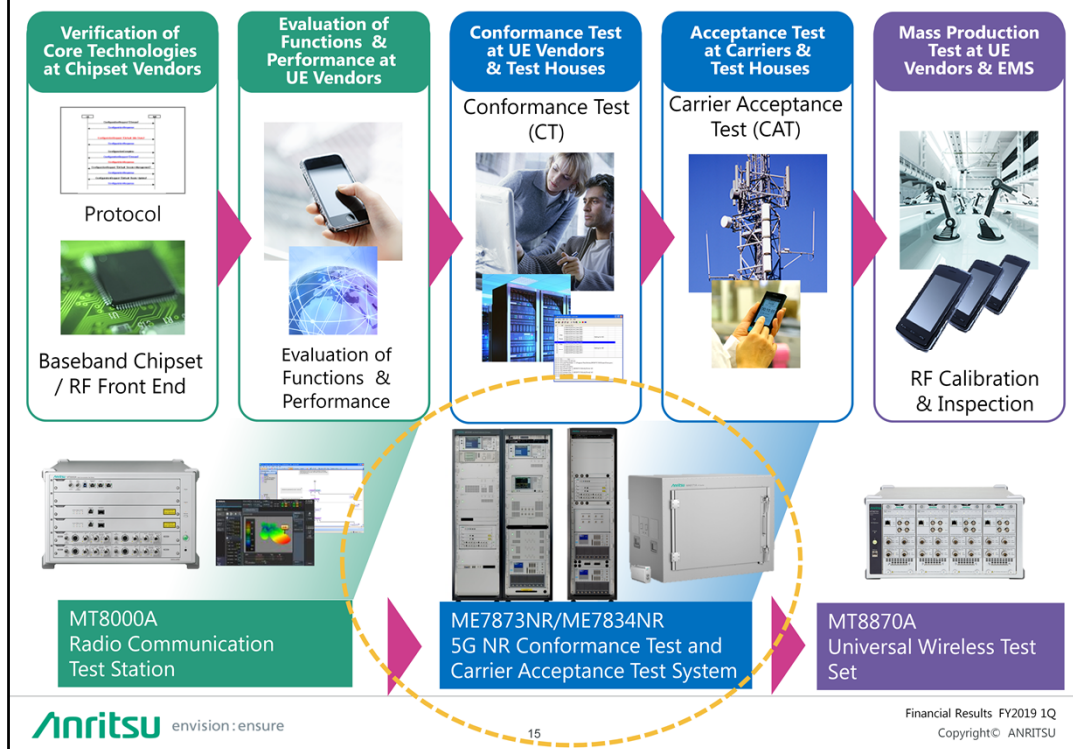 Verification of
Core Technologies
at Chipset Vendors
Protocol
Baseband Chipset
/ RF Front End
Evaluation of
Functions &
Performance at
UE Vendors
Evaluation of
Functions &
Performance
Conformance Test
at UE Vendors
& Test Houses
Conformance Test
(CT)
Acceptance Test
at Carriers &
Test Houses
Carrier Acceptance
Test (CAT)
Mass Production
Test at UE
Vendors & EMS
RF Calibration
& Inspection
MT8000A
Radio Communication
Test Station
ME7873NR/ME7834NR
5G NR Conformance Test and
Carrier Acceptance Test System
MT8870A
Universal Wireless Test
Set
Anritsu envision : ensure
15
Financial Results FY2019 1Q
Copyright© ANRITSU